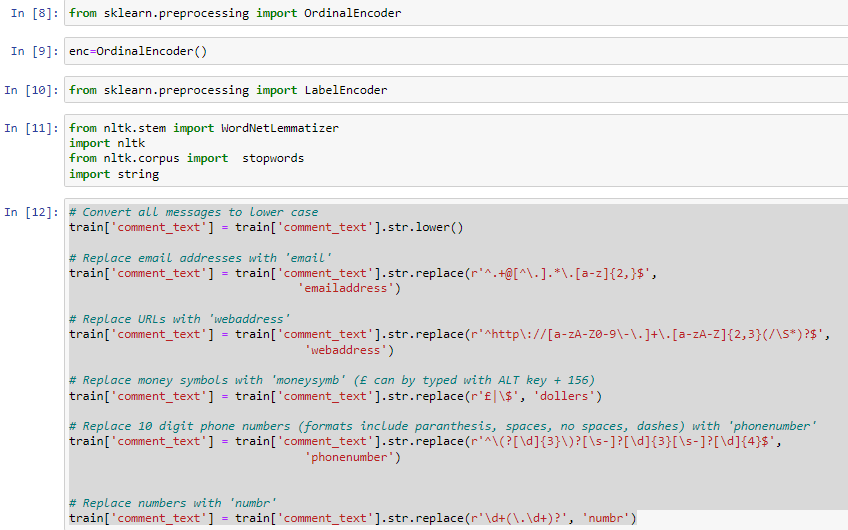 In [8]: from sklearn.preprocessing import OrdinalEncoder
In [9]: enc=OrdinalEncoder()
In [10]: from sklearn.preprocessing import LabelEncoder
In [11]: from nltk.stem import WordNetLemmatizer
import nltk
from nltk.corpus import  stopwords
import string
In [12]: # Convert all messages to lower case
train['comment_text'] = train['comment_text'].str.lower()
# Replace email addresses with 'email'
train['comment_text'] = train['comment_text'].str.replace(r'^.+@[^\.].*\.[a-z]{2,}$',
'emailaddress')
# Replace URLs with 'webaddress'
train['comment_text'] = train['comment_text'].str.replace(r'^http\://[a-zA-Z0-9\-\.]+\.[a-zA-Z]{2,3}(/\S*)?$',
'webaddress')
# Replace money symbols with 'moneysymb' (£ can by typed with ALT key + 156)
train['comment_text'] = train['comment_text'].str.replace(r'£|\$', 'dollers')
# Replace 10 digit phone numbers (formats include paranthesis, spaces, no spaces, dashes) with 'phonenumber'
train['comment_text'] = train['comment_text'].str.replace(r'^\(?[\d]{3}\)?[\s-]?[\d]{3}[\s-]?[\d]{4}$',
'phonenumber')
# Replace numbers with 'numbr'
train['comment_text'] = train['comment_text'].str.replace(r'\d+(\.\d+)?', 'numbr')